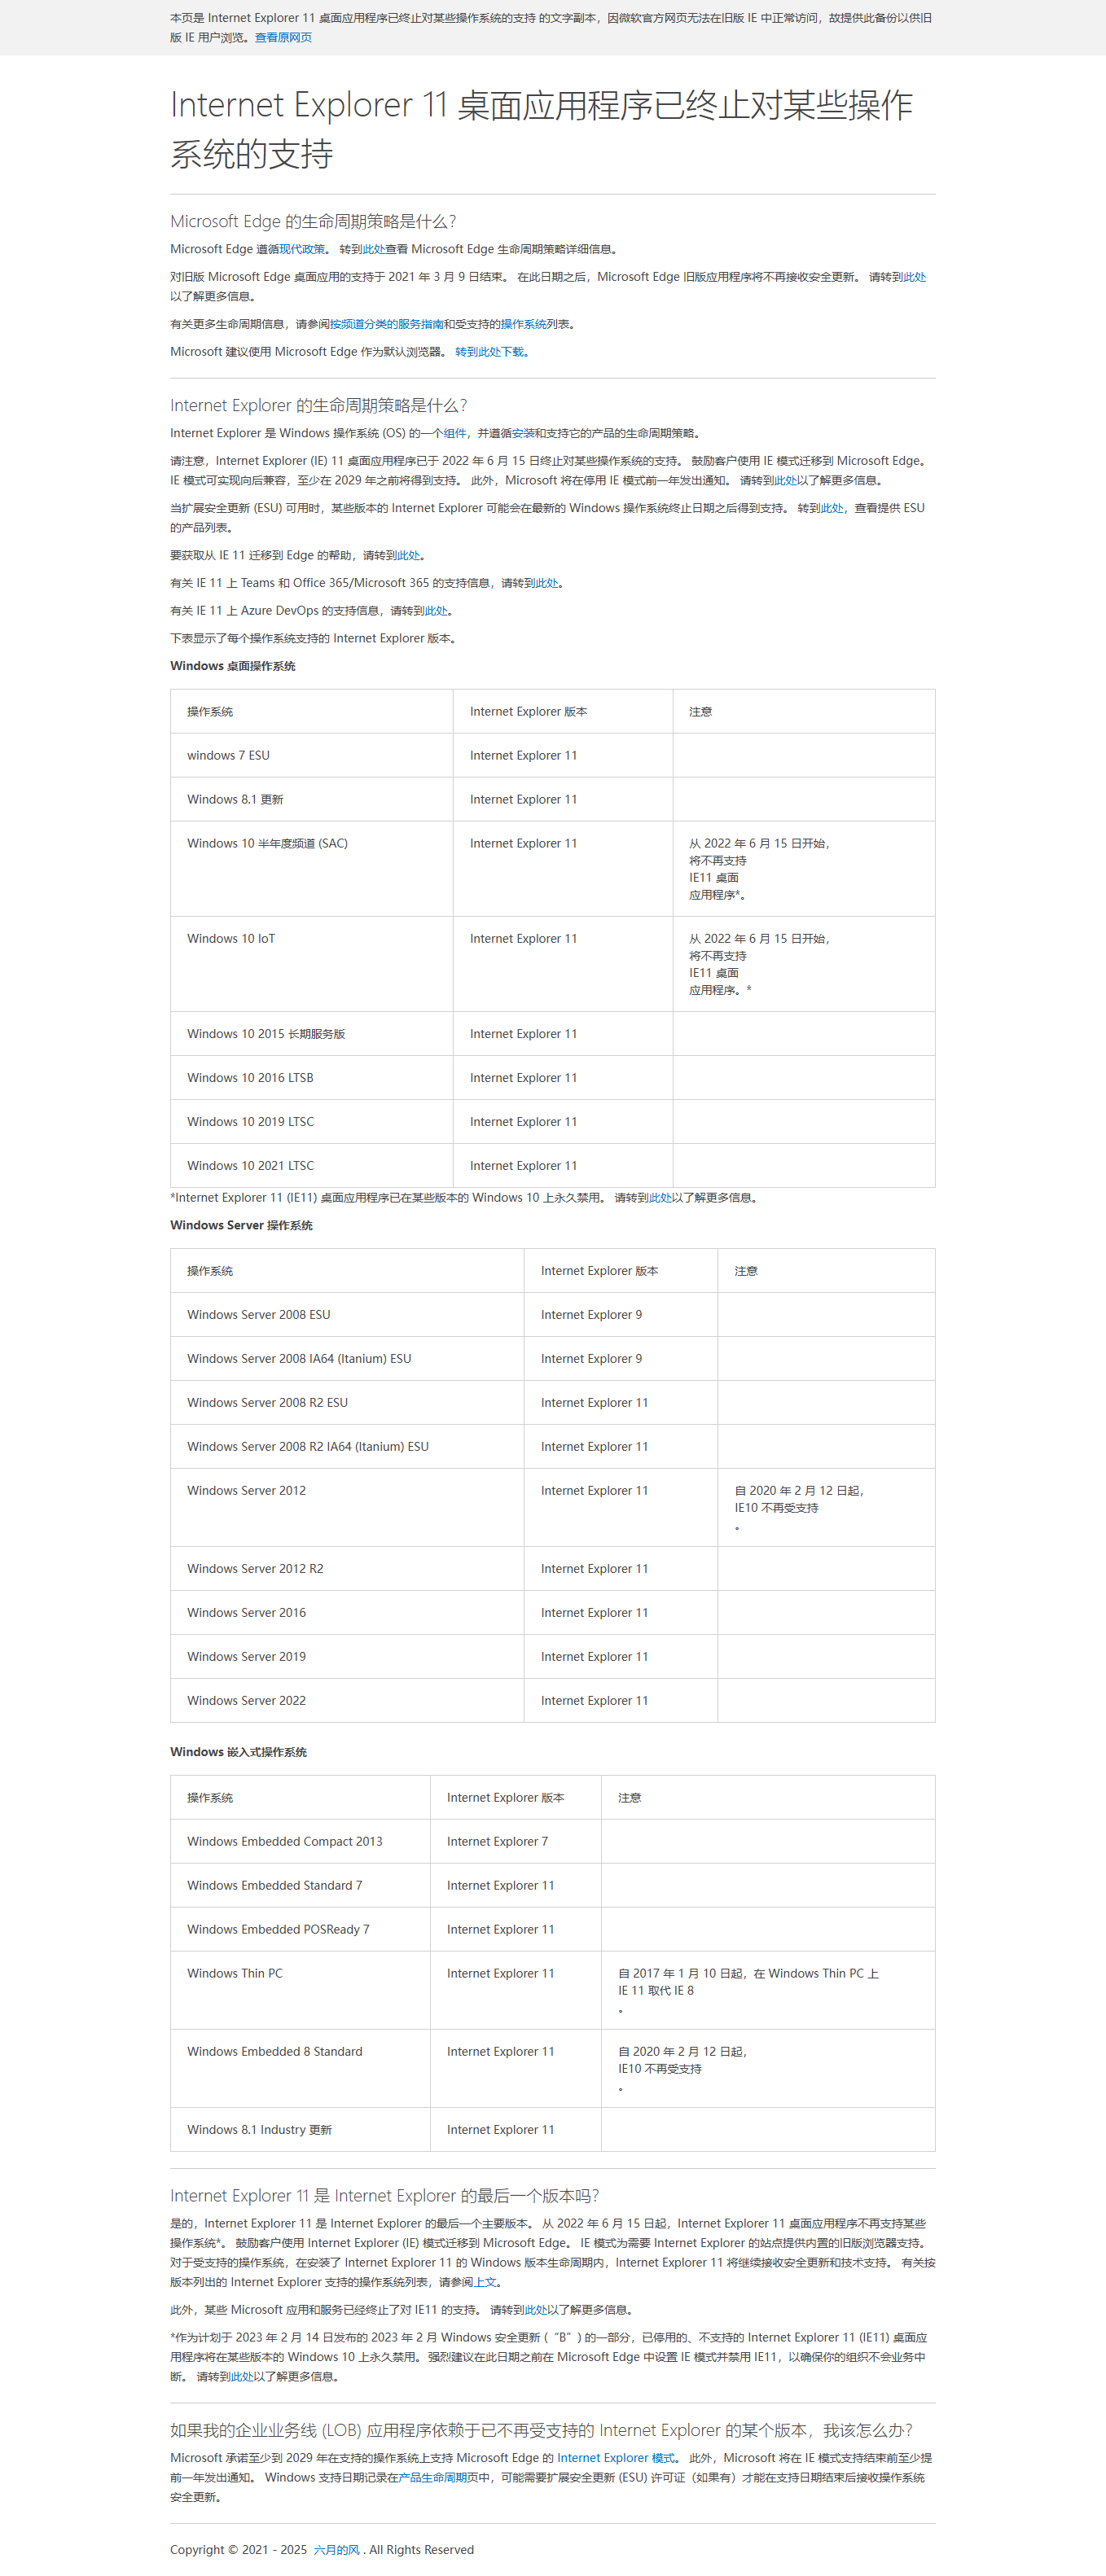 本页是 Internet Explorer 11 桌面应用程序已终止对某些操作系统的支持 的文字副本，因微软官方网页无法在旧版 IE 中正常访问，故提供此备份以供旧
版 IE 用户浏览。查看原网页
Internet Explorer 11 桌面应用程序已终止对某些操作
系统的支持
Microsoft Edge 的生命周期策略是什么？
Microsoft Edge 遵循现代政策。 转到此处查看 Microsoft Edge 生命周期策略详细信息。
对旧版 Microsoft Edge 桌面应用的支持于 2021 年 3 月 9 日结束。 在此日期之后，Microsoft Edge 旧版应用程序将不再接收安全更新。 请转到此处
以了解更多信息。
有关更多生命周期信息，请参阅按频道分类的服务指南和受支持的操作系统列表。
Microsoft 建议使用 Microsoft Edge 作为默认浏览器。 转到此处下载。
Internet Explorer 的生命周期策略是什么？
Internet Explorer 是 Windows 操作系统 (OS) 的一个组件，并遵循安装和支持它的产品的生命周期策略。
请注意，Internet Explorer (IE) 11 桌面应用程序已于 2022 年 6 月 15 日终止对某些操作系统的支持。 鼓励客户使用 IE 模式迁移到 Microsoft Edge。
IE 模式可实现向后兼容，至少在 2029 年之前将得到支持。 此外，Microsoft 将在停用 IE 模式前一年发出通知。 请转到此处以了解更多信息。
当扩展安全更新 (ESU) 可用时，某些版本的 Internet Explorer 可能会在最新的 Windows 操作系统终止日期之后得到支持。 转到此处，查看提供 ESU
的产品列表。
要获取从 IE 11 迁移到 Edge 的帮助，请转到此处。
有关 IE 11 上 Teams 和 Office 365/Microsoft 365 的支持信息，请转到此处。
有关 IE 11 上 Azure DevOps 的支持信息，请转到此处。
下表显示了每个操作系统支持的 Internet Explorer 版本。
Windows 桌面操作系统
操作系统 Internet Explorer 版本 注意
windows 7 ESU Internet Explorer 11
Windows 8.1 更新 Internet Explorer 11
Windows 10 半年度频道 (SAC) Internet Explorer 11 从 2022 年 6 月 15 日开始，
将不再支持
IE11 桌面
应用程序*。
Windows 10 IoT Internet Explorer 11 从 2022 年 6 月 15 日开始，
将不再支持
IE11 桌面
应用程序。*
Windows 10 2015 长期服务版 Internet Explorer 11
Windows 10 2016 LTSB Internet Explorer 11
Windows 10 2019 LTSC Internet Explorer 11
Windows 10 2021 LTSC Internet Explorer 11
*Internet Explorer 11 (IE11) 桌面应用程序已在某些版本的 Windows 10 上永久禁用。 请转到此处以了解更多信息。
Windows Server 操作系统
操作系统 Internet Explorer 版本 注意
Windows Server 2008 ESU Internet Explorer 9
Windows Server 2008 IA64 (Itanium) ESU Internet Explorer 9
Windows Server 2008 R2 ESU Internet Explorer 11
Windows Server 2008 R2 IA64 (Itanium) ESU Internet Explorer 11
Windows Server 2012 Internet Explorer 11 自 2020 年 2 月 12 日起，
IE10 不再受支持
。
Windows Server 2012 R2 Internet Explorer 11
Windows Server 2016 Internet Explorer 11
Windows Server 2019 Internet Explorer 11
Windows Server 2022 Internet Explorer 11
Windows 嵌入式操作系统
操作系统 Internet Explorer 版本 注意
Windows Embedded Compact 2013 Internet Explorer 7
Windows Embedded Standard 7 Internet Explorer 11
Windows Embedded POSReady 7 Internet Explorer 11
Windows Thin PC Internet Explorer 11 自 2017 年 1 月 10 日起，在 Windows Thin PC 上
IE 11 取代 IE 8
。
Windows Embedded 8 Standard Internet Explorer 11 自 2020 年 2 月 12 日起，
IE10 不再受支持
。
Windows 8.1 Industry 更新 Internet Explorer 11
Internet Explorer 11 是 Internet Explorer 的最后一个版本吗？
是的，Internet Explorer 11 是 Internet Explorer 的最后一个主要版本。 从 2022 年 6 月 15 日起，Internet Explorer 11 桌面应用程序不再支持某些
操作系统*。 鼓励客户使用 Internet Explorer (IE) 模式迁移到 Microsoft Edge。 IE 模式为需要 Internet Explorer 的站点提供内置的旧版浏览器支持。
对于受支持的操作系统，在安装了 Internet Explorer 11 的 Windows 版本生命周期内，Internet Explorer 11 将继续接收安全更新和技术支持。 有关按
版本列出的 Internet Explorer 支持的操作系统列表，请参阅上文。
此外，某些 Microsoft 应用和服务已经终止了对 IE11 的支持。 请转到此处以了解更多信息。
*作为计划于 2023 年 2 月 14 日发布的 2023 年 2 月 Windows 安全更新 (“B”) 的一部分，已停用的、不支持的 Internet Explorer 11 (IE11) 桌面应
用程序将在某些版本的 Windows 10 上永久禁用。 强烈建议在此日期之前在 Microsoft Edge 中设置 IE 模式并禁用 IE11，以确保你的组织不会业务中
断。 请转到此处以了解更多信息。
如果我的企业业务线 (LOB) 应用程序依赖于已不再受支持的 Internet Explorer 的某个版本，我该怎么办？
Microsoft 承诺至少到 2029 年在支持的操作系统上支持 Microsoft Edge 的 Internet Explorer 模式。 此外，Microsoft 将在 IE 模式支持结束前至少提
前一年发出通知。 Windows 支持日期记录在产品生命周期页中，可能需要扩展安全更新 (ESU) 许可证（如果有）才能在支持日期结束后接收操作系统
安全更新。
Copyright © 2021 - 2025 六月的风 . All Rights Reserved